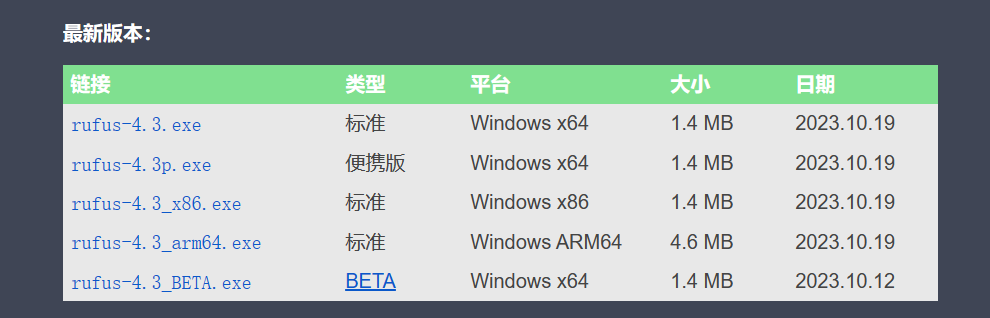 最新版本:
链接 类型 平台 大小 日期
rufus-4.3.exe 标准 Windows x64 1.4 MB 2023.10.19
rufus-4.3p.exe 便携版 Windows x64 1.4 MB 2023.10.19
rufus-4.3_x86.exe 标准 Windows x86 1.4 MB 2023.10.19
rufus-4.3_arm64.exe 标准 Windows ARM64 4.6 MB 2023.10.19
rufus-4.3_BETA.exe BETA Windows x64 1.4 MB 2023.10.12